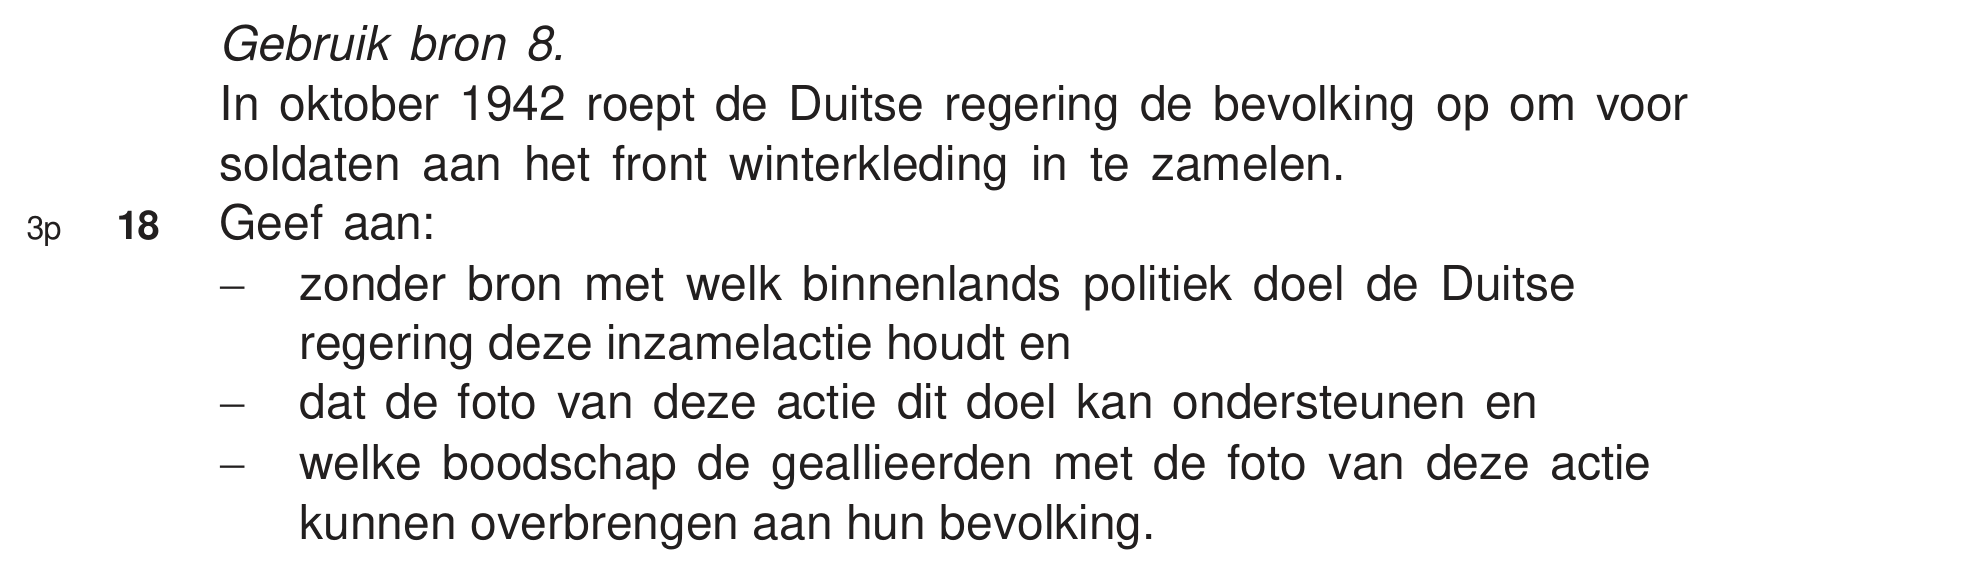 Gebruik bron 8.
In oktober 1942 roept de Duitse regering de bevolking op om voor
soldaten aan het front winterkleding in te zamelen.
3p 18 Geef aan:
– zonder bron met welk binnenlands politiek doel de Duitse
regering deze inzamelactie houdt en
– dat de foto van deze actie dit doel kan ondersteunen en
– welke boodschap de geallieerden met de foto van deze actie
kunnen overbrengen aan hun bevolking.